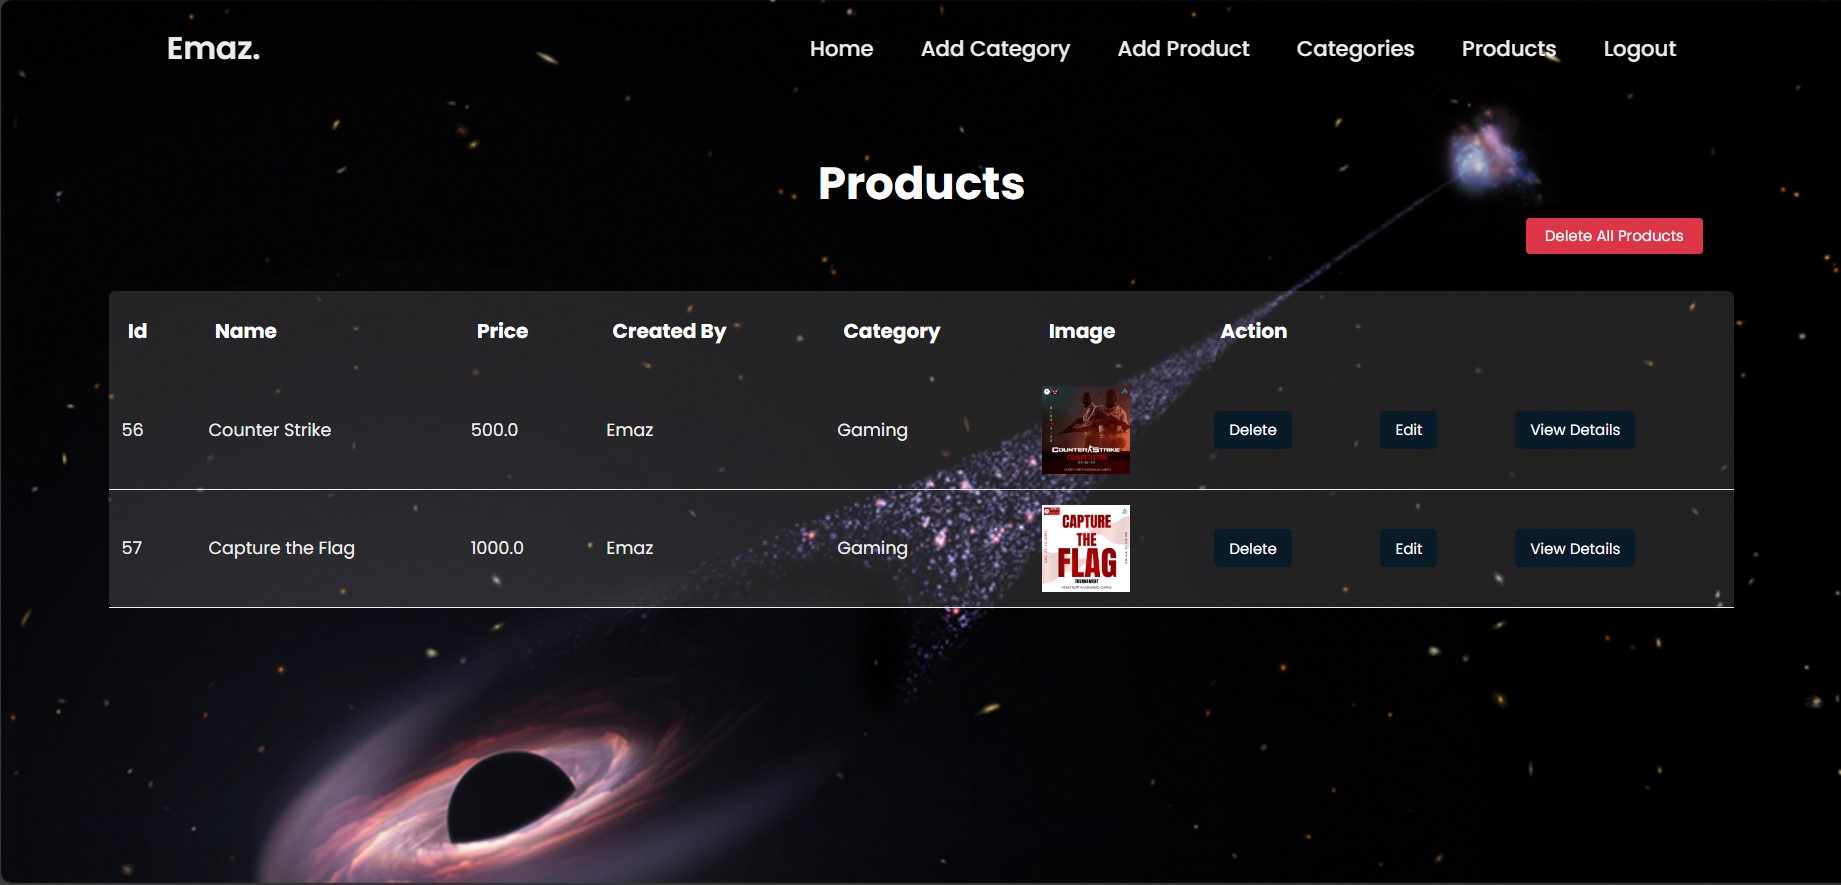 Emaz. Home Add Category Add Product Categories Products Logout
Products
Delete All Products
Id Name Price Created By Category Image Action
56 Counter Strike 500.0 Emaz Gaming Delete Edit View Details
COUNTER STRIKE
COMPETITION
57 Capture the Flag 1000.0 Emaz Gaming Delete Edit View Details
CAPTURE
THE
FLAG
TOURNAMENT